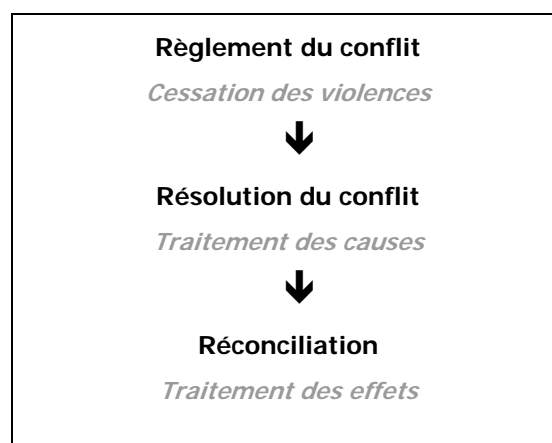 Règlement du conflit
Cessation des violences
Résolution du conflit
Traitement des causes
Réconciliation
Traitement des effets